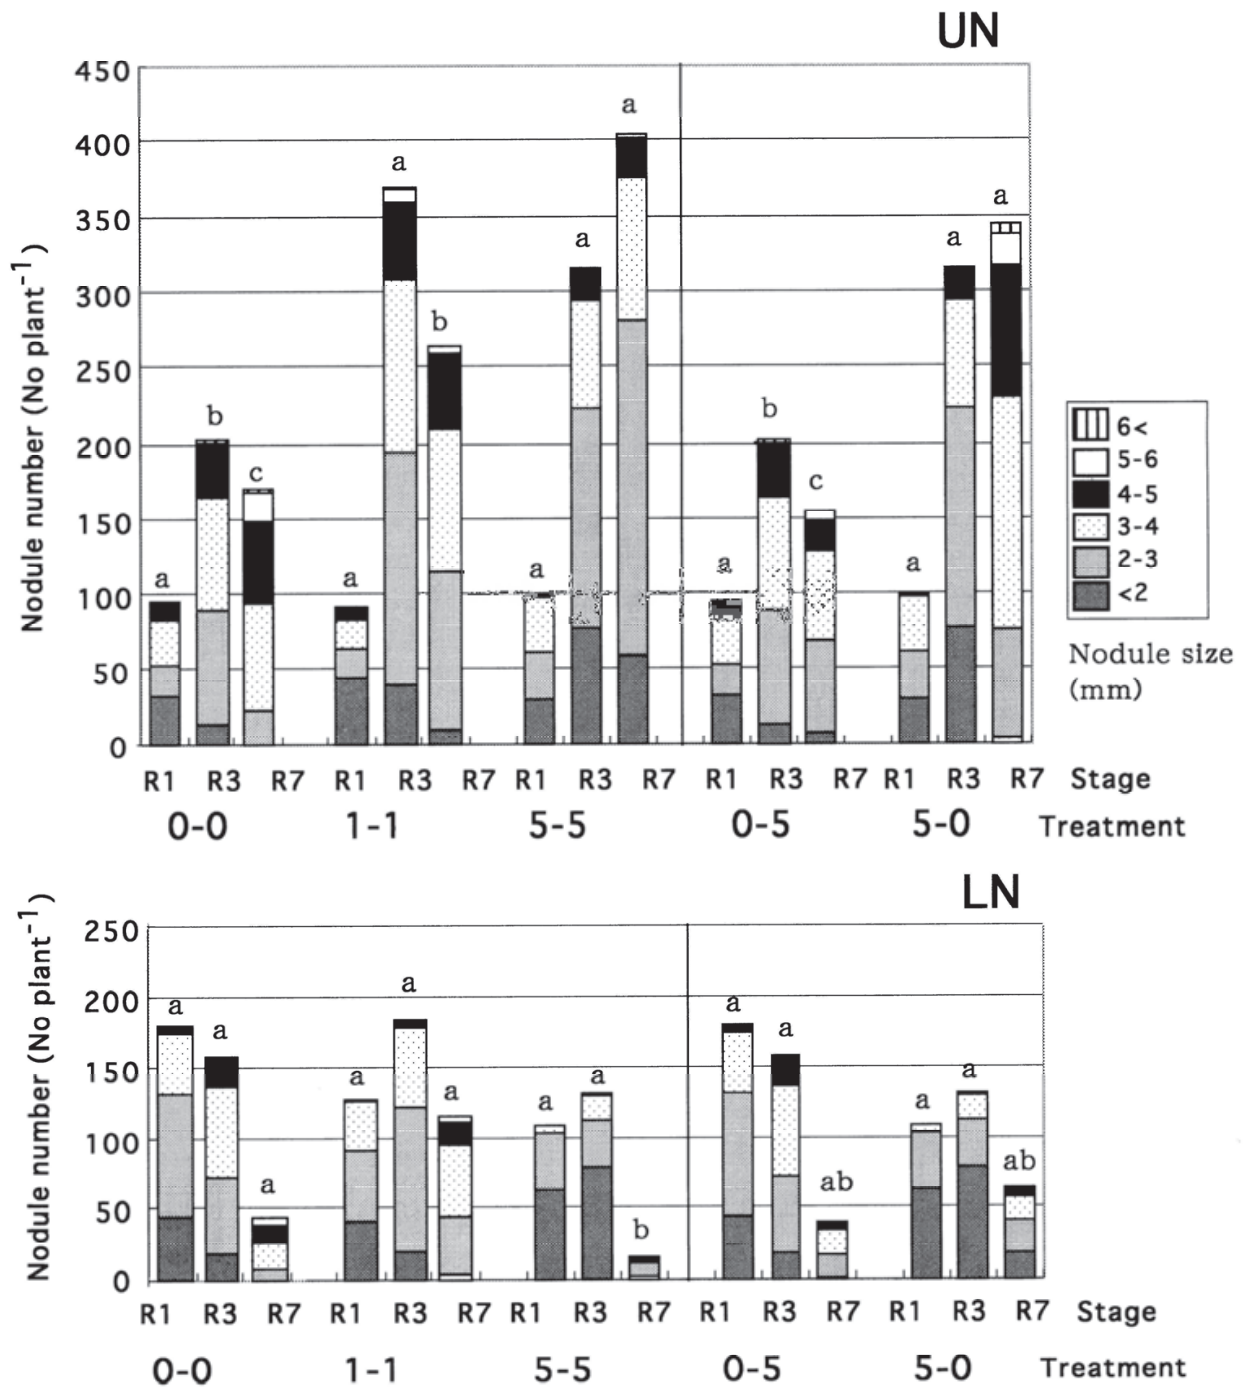 UN
450
400
350
300
250
200
150
100
50
0
Nodule number (No plant⁻¹)
a b c
a a b
a a a
a b c
a a a
6<
5-6
4-5
3-4
2-3
<2
Nodule size
(mm)
R1 R3 R7 R1 R3 R7 R1 R3 R7 R1 R3 R7 R1 R3 R7 Stage
0-0 1-1 5-5 0-5 5-0 Treatment
LN
250
200
150
100
50
0
Nodule number (No plant⁻¹)
a a a
a a a
a a b
a a ab
a a ab
R1 R3 R7 R1 R3 R7 R1 R3 R7 R1 R3 R7 R1 R3 R7 Stage
0-0 1-1 5-5 0-5 5-0 Treatment